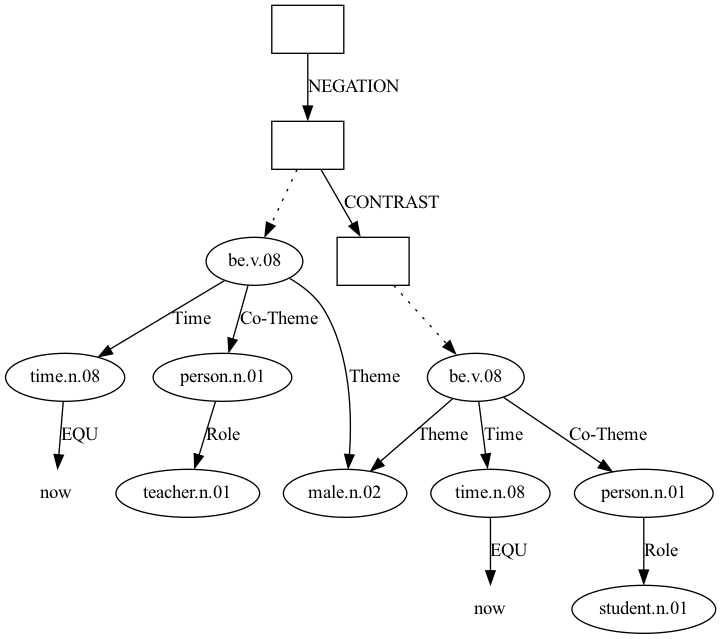 NEGATION
CONTRAST
be.v.08
Time
Co-Theme
Theme
be.v.08
time.n.08
person.n.01
EQU
Role
Theme
Time
Co-Theme
now
teacher.n.01
male.n.02
time.n.08
person.n.01
EQU
Role
now
student.n.01